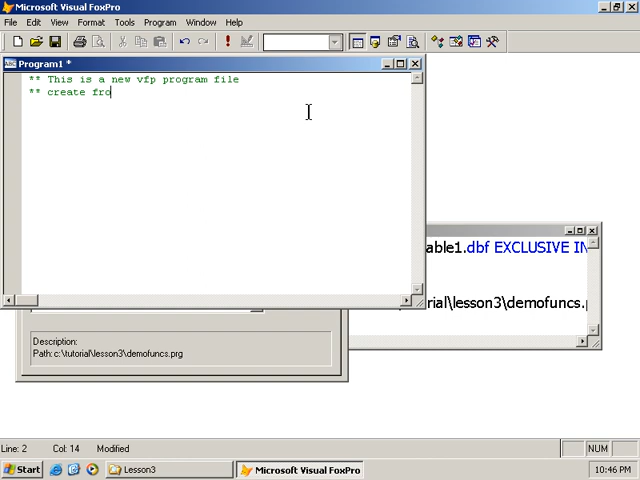 Microsoft Visual FoxPro
File Edit View Format Tools Program Window Help
Program1 *
** This is a new vfp program file
** create fro
able1.dbf EXCLUSIVE IN
rial\lesson3\demofuncs.p
Description:
Path: c:\tutorial\lesson3\demofuncs.prg
Line: 2 Col: 14 Modified NUM
Start Lesson3 Microsoft Visual FoxPro 10:46 PM